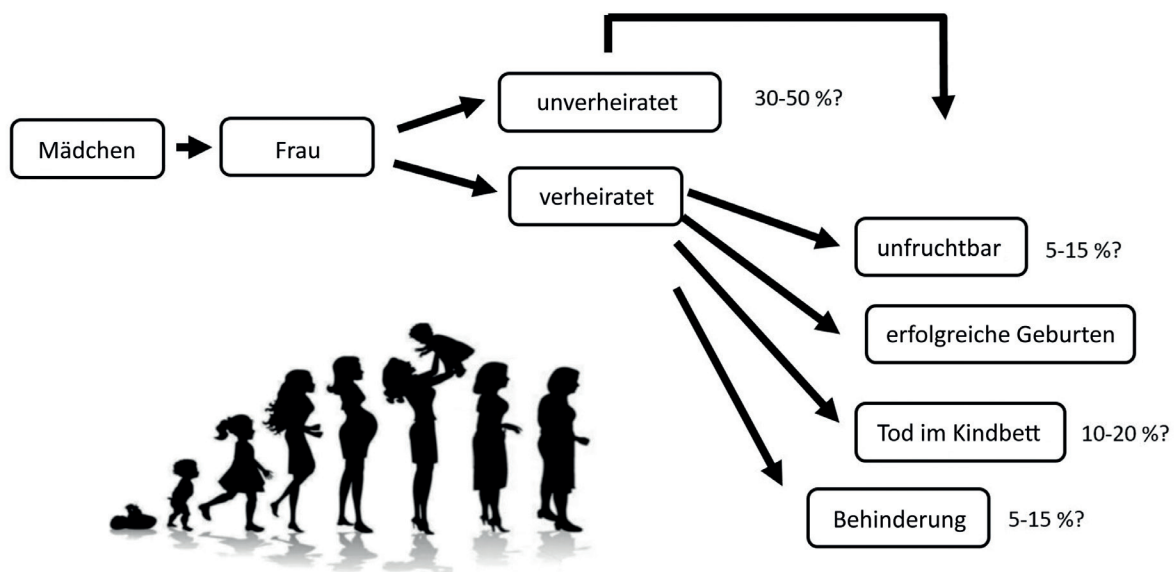 unverheiratet
30-50 %?
Mädchen
Frau
verheiratet
unfruchtbar
5-15 %?
erfolgreiche Geburten
Tod im Kindbett
10-20 %?
Behinderung
5-15 %?